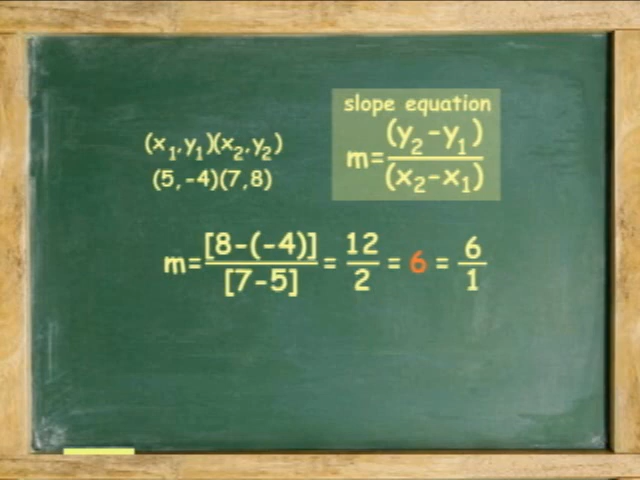 slope equation
m=(y₂-y₁)/(x₂-x₁)
(x₁,y₁)(x₂,y₂)
(5,-4)(7,8)
m=[8-(-4)]/[7-5] = 12/2 = 6 = 6/1